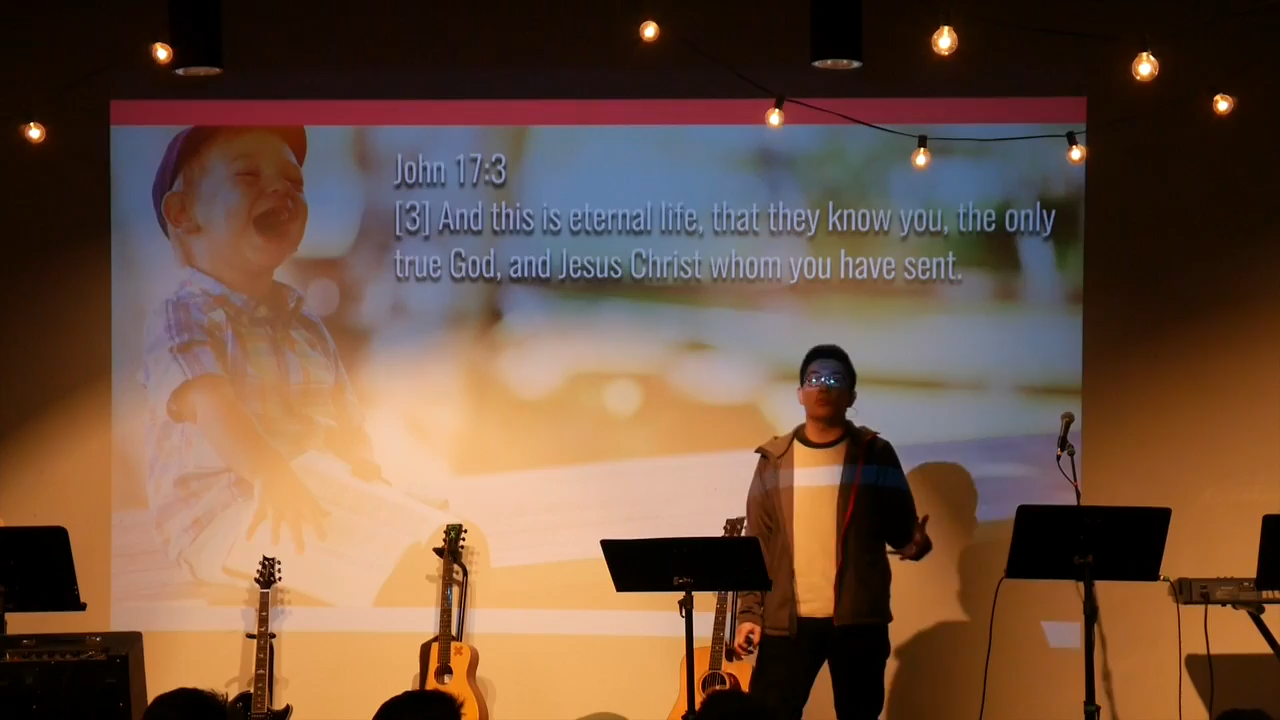 John 17:3
[3] And this is eternal life, that they know you, the only
true God, and Jesus Christ whom you have sent.